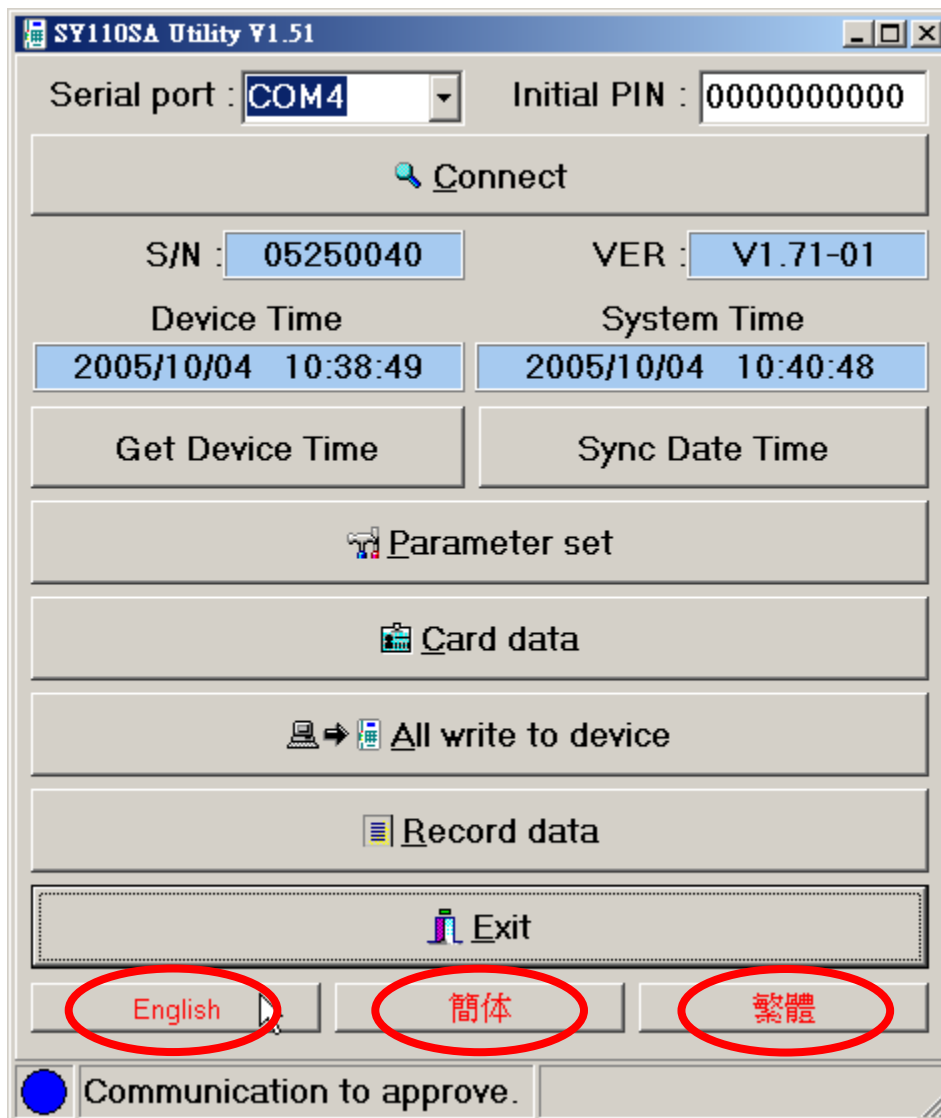 SY110SA Utility V1.51
Serial port : COM4 Initial PIN : 0000000000
Connect
S/N : 05250040 VER : V1.71-01
Device Time System Time
2005/10/04 10:38:49 2005/10/04 10:40:48
Get Device Time Sync Date Time
Parameter set
Card data
All write to device
Record data
Exit
English 簡体 繁體
Communication to approve.